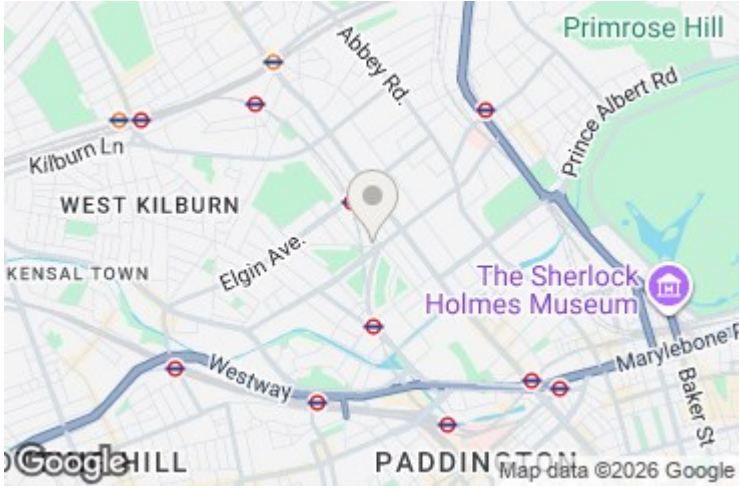 Primrose Hill
Abbey Rd.
Prince Albert Rd
Kilburn Ln
WEST KILBURN
Elgin Ave.
KENSAL TOWN
The Sherlock
Holmes Museum
Westway
Marylebone R
Baker St
HILL
PADDINGTON
Google
Map data ©2026 Google